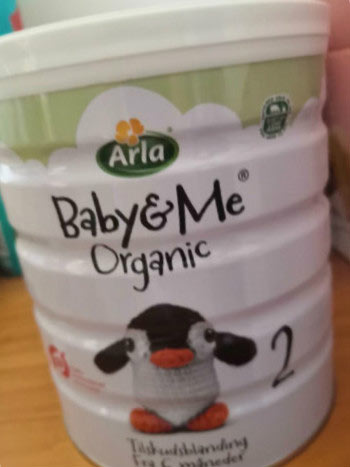 Arla
Baby&Me®
Organic
2
Tilskudsblanding
Fra 6 måneder